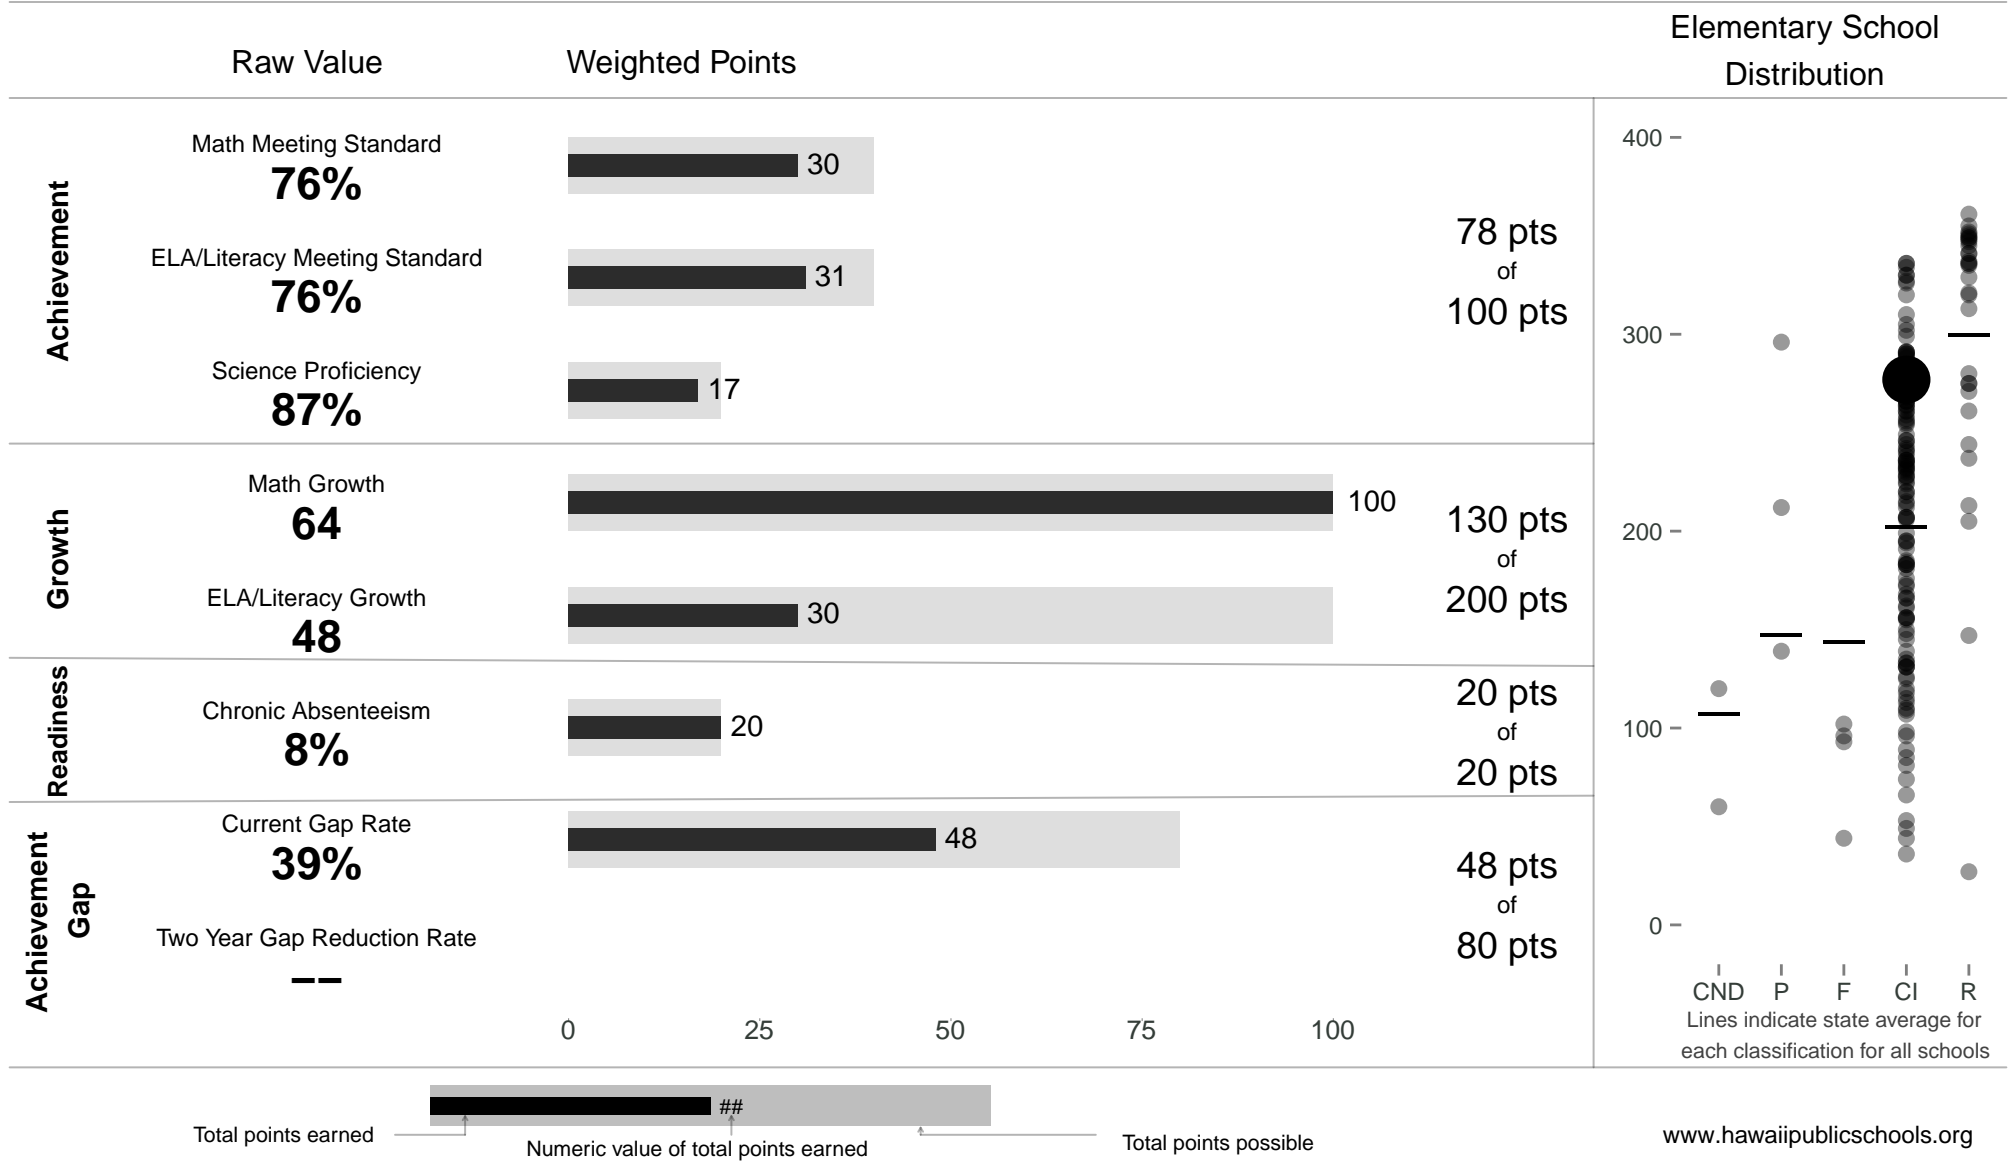 Raw Value
Weighted Points
Elementary School
Distribution
Achievement
Math Meeting Standard
76%
30
ELA/Literacy Meeting Standard
76%
31
Science Proficiency
87%
17
78 pts
of
100 pts
Growth
Math Growth
64
100
ELA/Literacy Growth
48
30
130 pts
of
200 pts
Readiness
Chronic Absenteeism
8%
20
20 pts
of
20 pts
Achievement
Gap
Current Gap Rate
39%
48
Two Year Gap Reduction Rate
––
48 pts
of
80 pts
0 25 50 75 100
400
300
200
100
0
CND P F CI R
Lines indicate state average for
each classification for all schools
##
Total points earned
Numeric value of total points earned
Total points possible
www.hawaiipublicschools.org